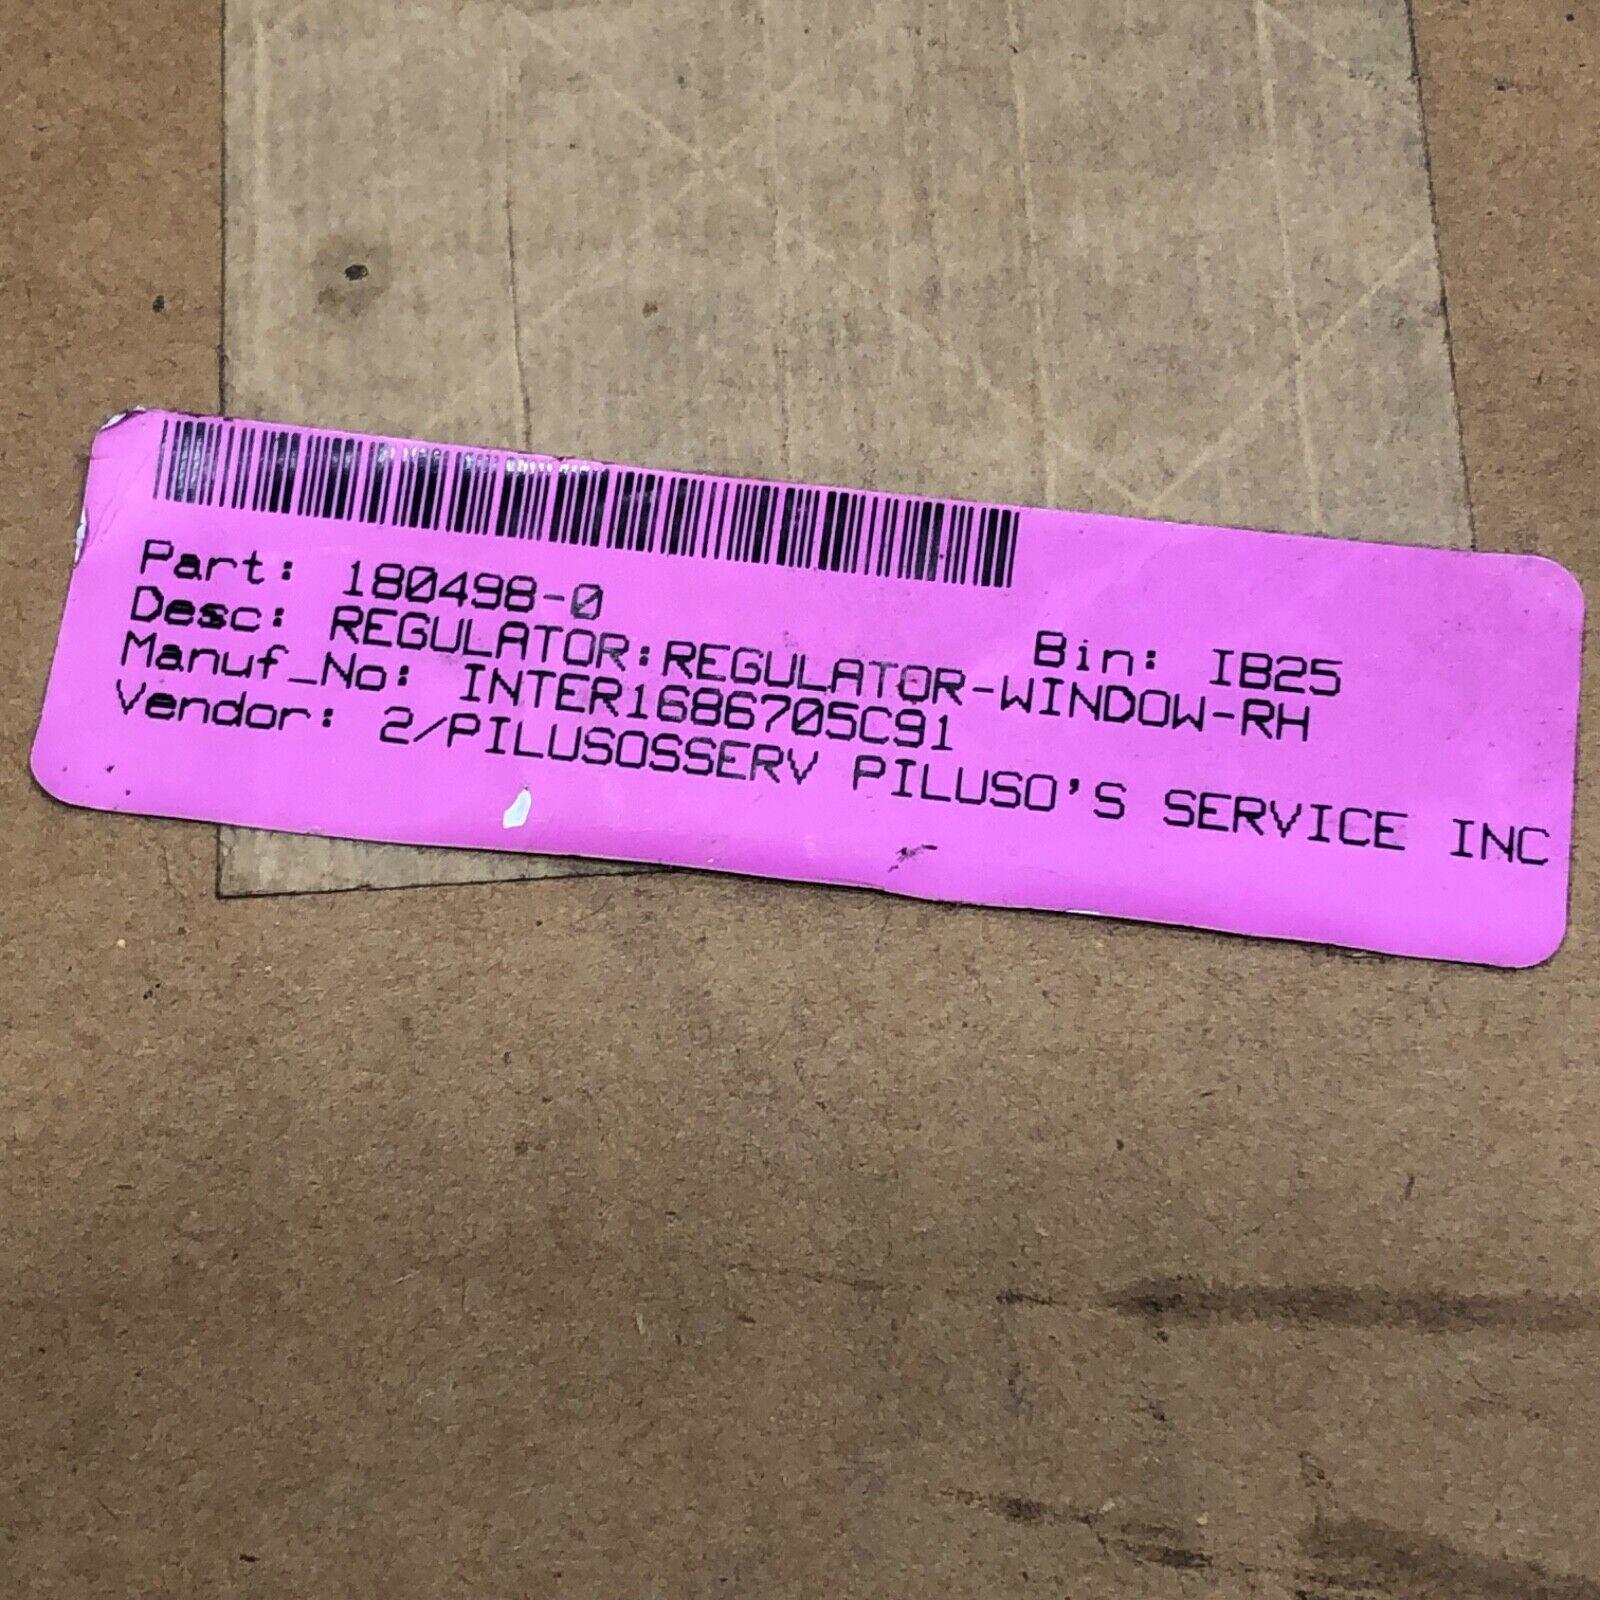 Part: 180498-0 Bin: IB25
Desc: REGULATOR:REGULATOR-WINDOW-RH
Manuf_No: INTER1686705C91
Vendor: 2/PILUSOSSERV PILUSO'S SERVICE INC